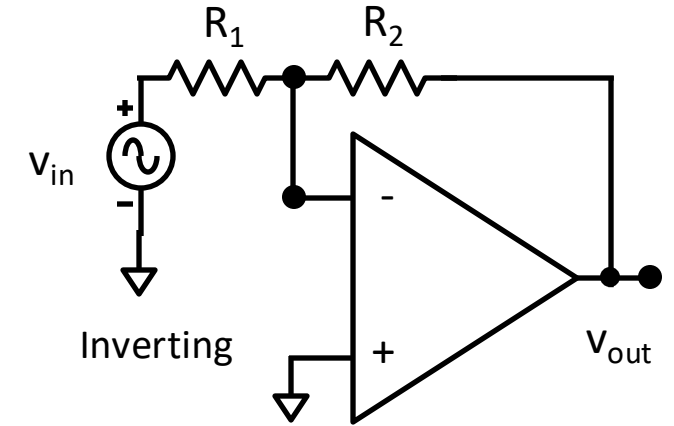 R1
R2
+
vin
-
-
Inverting
+
vout